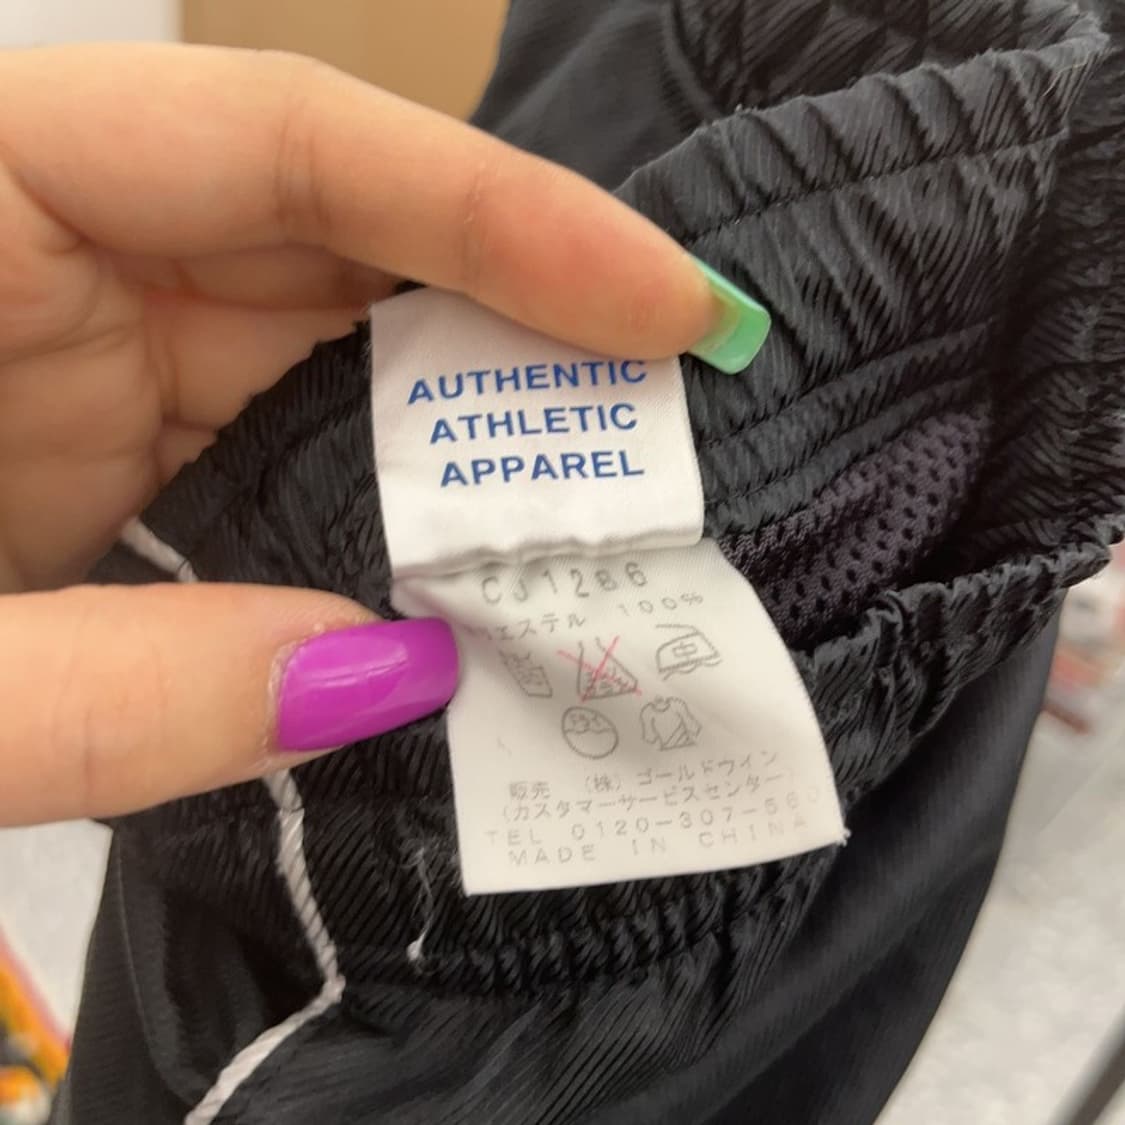 AUTHENTIC
ATHLETIC
APPAREL
CJ1286
エステル 100%
販売 (株) ゴールドウイン
(カスタマーサービスセンター)
TEL 0120-307-560
MADE IN CHINA